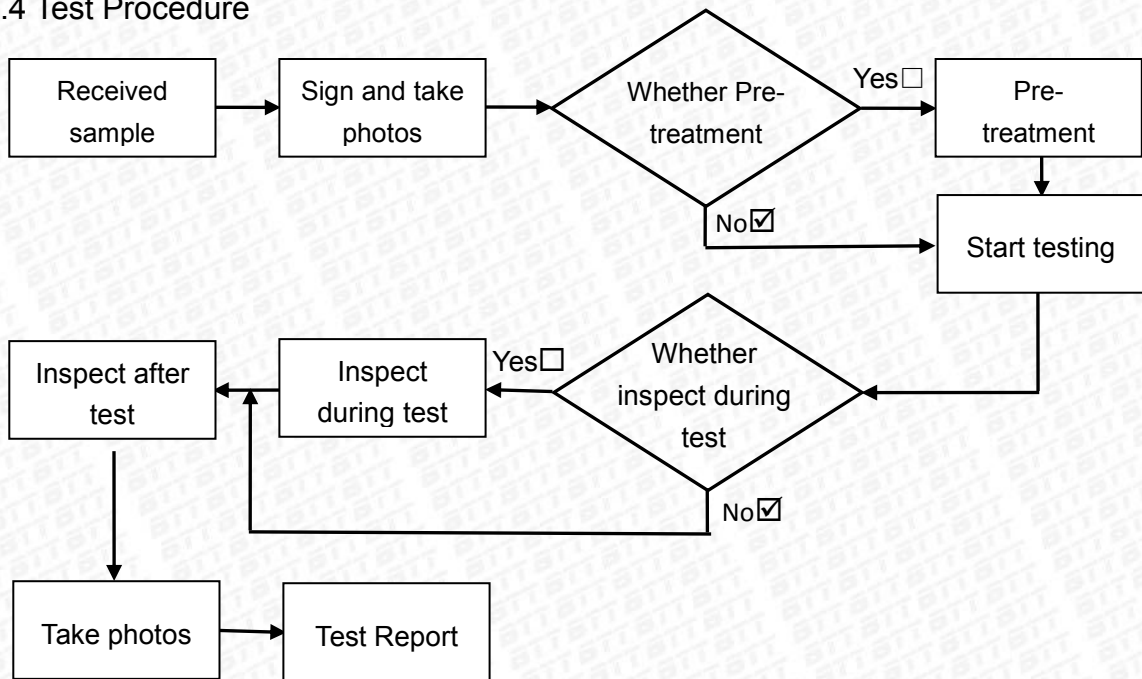 .4 Test Procedure
Received
sample
Sign and take
photos
Whether Pre-
treatment
Yes☐
Pre-
treatment
No☑
Start testing
Inspect after
test
Inspect
during test
Yes☐
Whether
inspect during
test
No☑
Take photos
Test Report